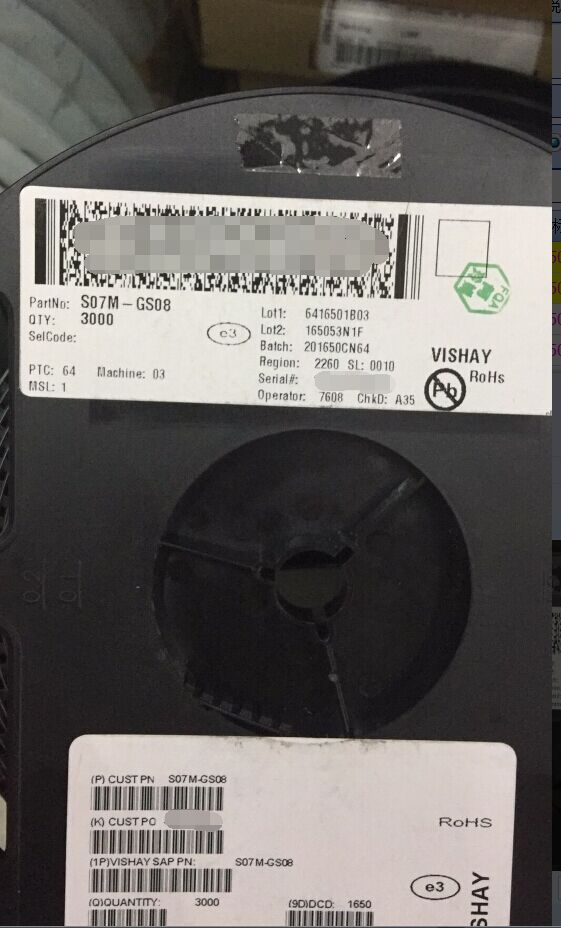 PartNo: S07M-GS08
QTY: 3000
SelCode:
e3
PTC: 64 Machine: 03
MSL: 1
Lot1: 6416501B03
Lot2: 165053N1F
Batch: 201650CN64
Region: 2260 SL: 0010
Serial#:
Operator: 7608 ChkD: A35
FQA
VISHAY
Pb
RoHs
(P) CUST PN S07M-GS08
(K) CUST PO
RoHS
(1P)VISHAY SAP PN: S07M-GS08
e3
(Q)QUANTITY: 3000
(9D)DCD: 1650
SHAY